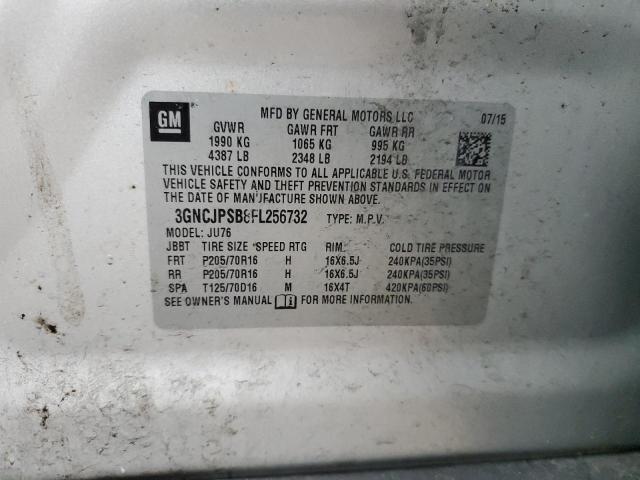 GM
MFD BY GENERAL MOTORS LLC 07/15
GVWR GAWR FRT GAWR RR
1990 KG 1065 KG 995 KG
4387 LB 2348 LB 2194 LB
THIS VEHICLE CONFORMS TO ALL APPLICABLE U.S. FEDERAL MOTOR
VEHICLE SAFETY AND THEFT PREVENTION STANDARDS IN EFFECT ON
THE DATE OF MANUFACTURE SHOWN ABOVE.
3GNCJPSB8FL256732 TYPE: M.P.V.
MODEL: JU76
JBBT TIRE SIZE SPEED RTG RIM COLD TIRE PRESSURE
FRT P205/70R16 H 16X6.5J 240KPA(35PSI)
RR P205/70R16 H 16X6.5J 240KPA(35PSI)
SPA T125/70D16 M 16X4T 420KPA(60PSI)
SEE OWNER'S MANUAL FOR MORE INFORMATION.